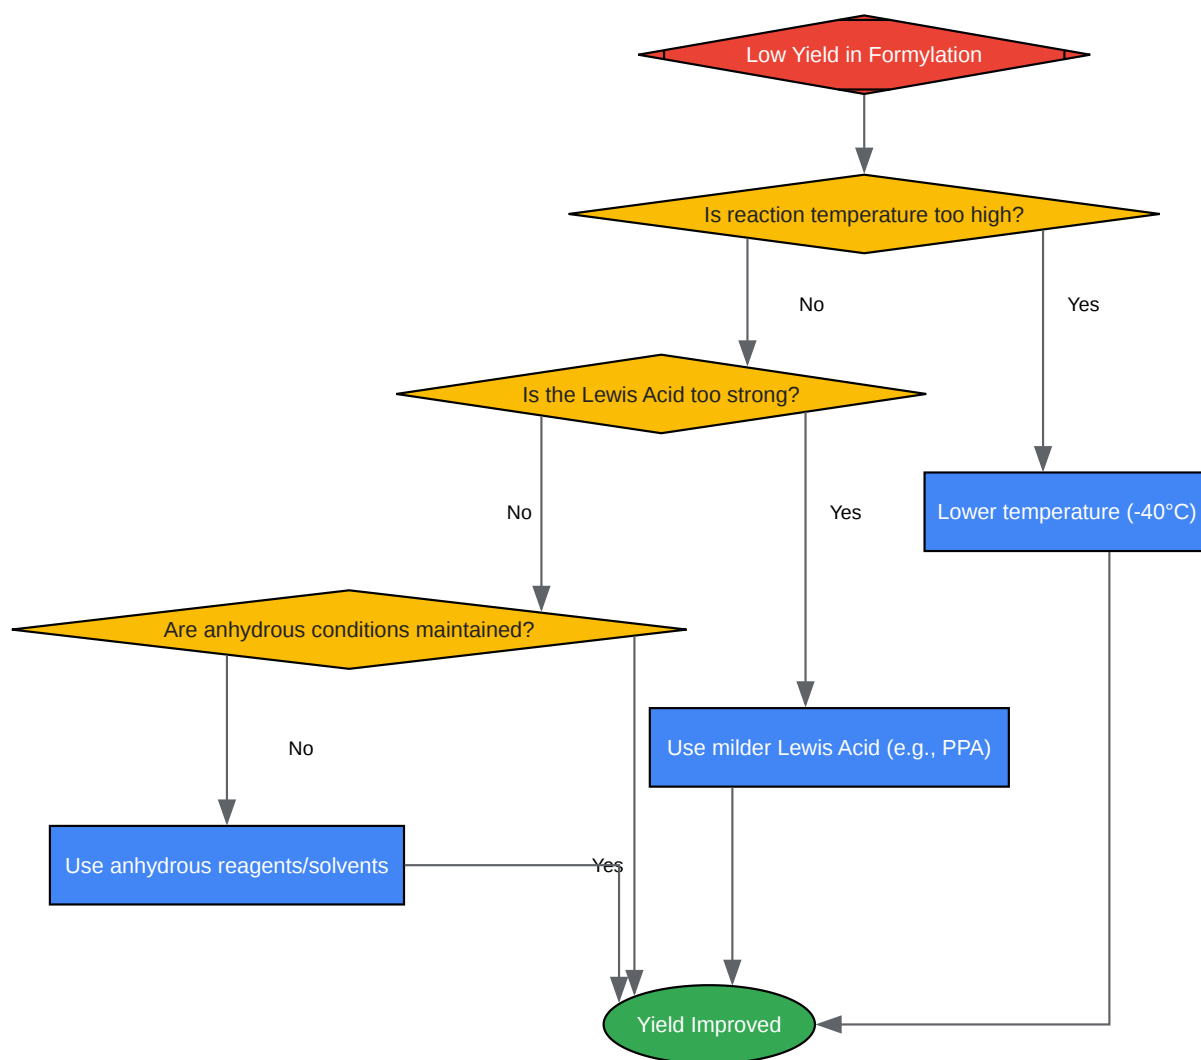 Low Yield in Formylation
Is reaction temperature too high?
No
Yes
Is the Lewis Acid too strong?
No
Yes
Lower temperature (-40°C)
Are anhydrous conditions maintained?
No
Use milder Lewis Acid (e.g., PPA)
Use anhydrous reagents/solvents
Yes
Yield Improved